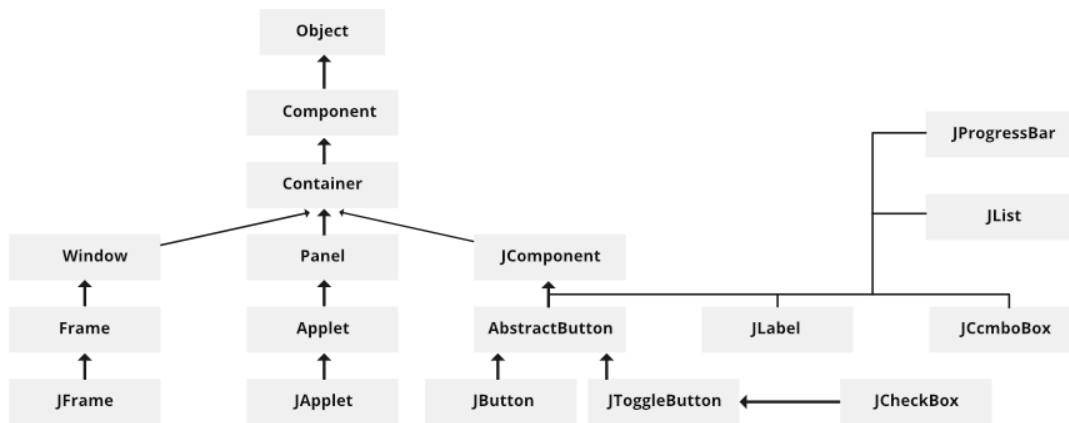 Object
Component
Container
JProgressBar
JList
Window
Panel
JComponent
Frame
Applet
AbstractButton
JLabel
JCcmboBox
JFrame
JApplet
JButton
JToggleButton
JCheckBox